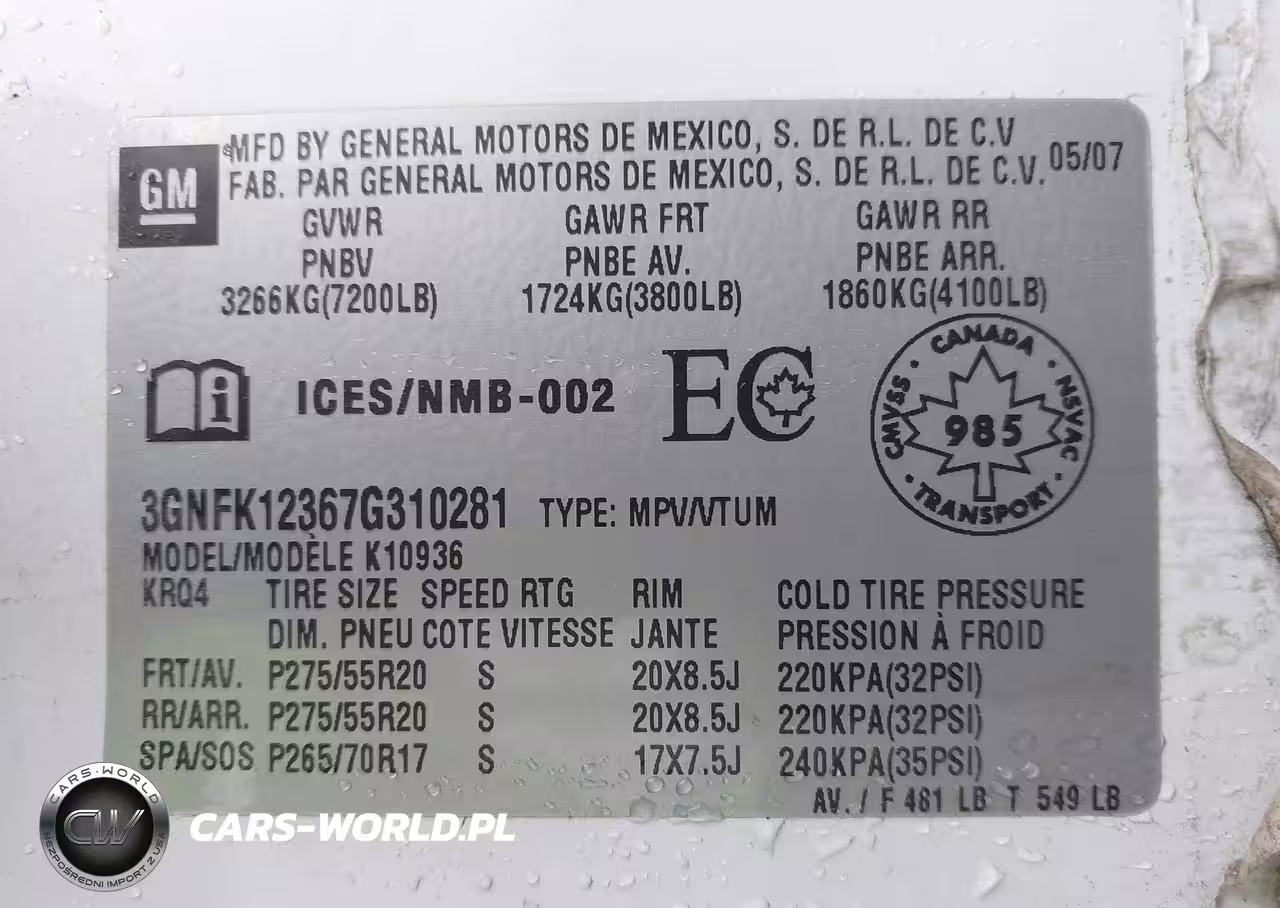 GM
MFD BY GENERAL MOTORS DE MEXICO, S. DE R.L. DE C.V
FAB. PAR GENERAL MOTORS DE MEXICO, S. DE R.L. DE C.V. 05/07
GVWR GAWR FRT GAWR RR
PNBV PNBE AV. PNBE ARR.
3266KG(7200LB) 1724KG(3800LB) 1860KG(4100LB)
i ICES/NMB-002 EC
CANADA
CMVSS 985 NSVAC
TRANSPORT
3GNFK12367G310281 TYPE: MPV/VTUM
MODEL/MODÈLE K10936
KRQ4 TIRE SIZE SPEED RTG RIM COLD TIRE PRESSURE
DIM. PNEU COTE VITESSE JANTE PRESSION À FROID
FRT/AV. P275/55R20 S 20X8.5J 220KPA(32PSI)
RR/ARR. P275/55R20 S 20X8.5J 220KPA(32PSI)
SPA/SOS P265/70R17 S 17X7.5J 240KPA(35PSI)
AV. / F 481 LB T 549 LB
CARS-WORLD
CW
BEZPOŚREDNI IMPORT Z USA
CARS-WORLD.PL